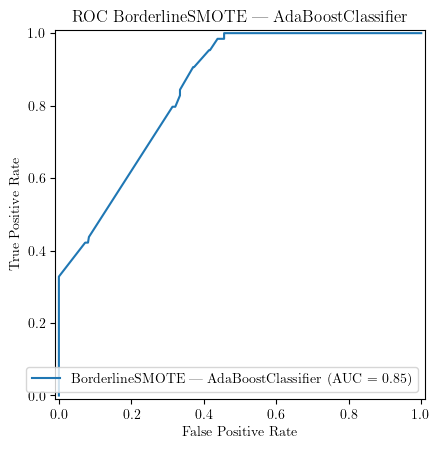 ROC BorderlineSMOTE — AdaBoostClassifier
1.0
0.8
0.6
0.4
0.2
0.0
True Positive Rate
BorderlineSMOTE — AdaBoostClassifier (AUC = 0.85)
0.0 0.2 0.4 0.6 0.8 1.0
False Positive Rate